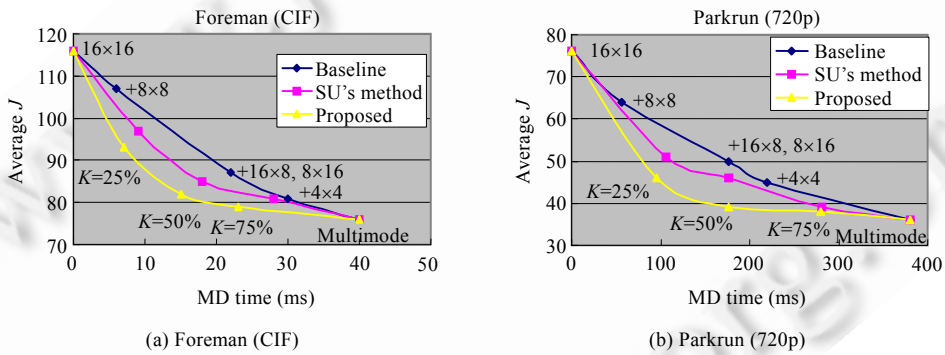 Foreman (CIF)
120
110
100
90
80
70
Average J
16×16
+8×8
+16×8, 8×16
+4×4
K=25%
K=50%
K=75%
Multimode
Baseline
SU's method
Proposed
0 10 20 30 40 50
MD time (ms)
(a) Foreman (CIF)
Parkrun (720p)
80
70
60
50
40
30
Average J
16×16
+8×8
+16×8, 8×16
+4×4
K=25%
K=50%
K=75%
Multimode
Baseline
SU's method
Proposed
0 100 200 300 400
MD time (ms)
(b) Parkrun (720p)